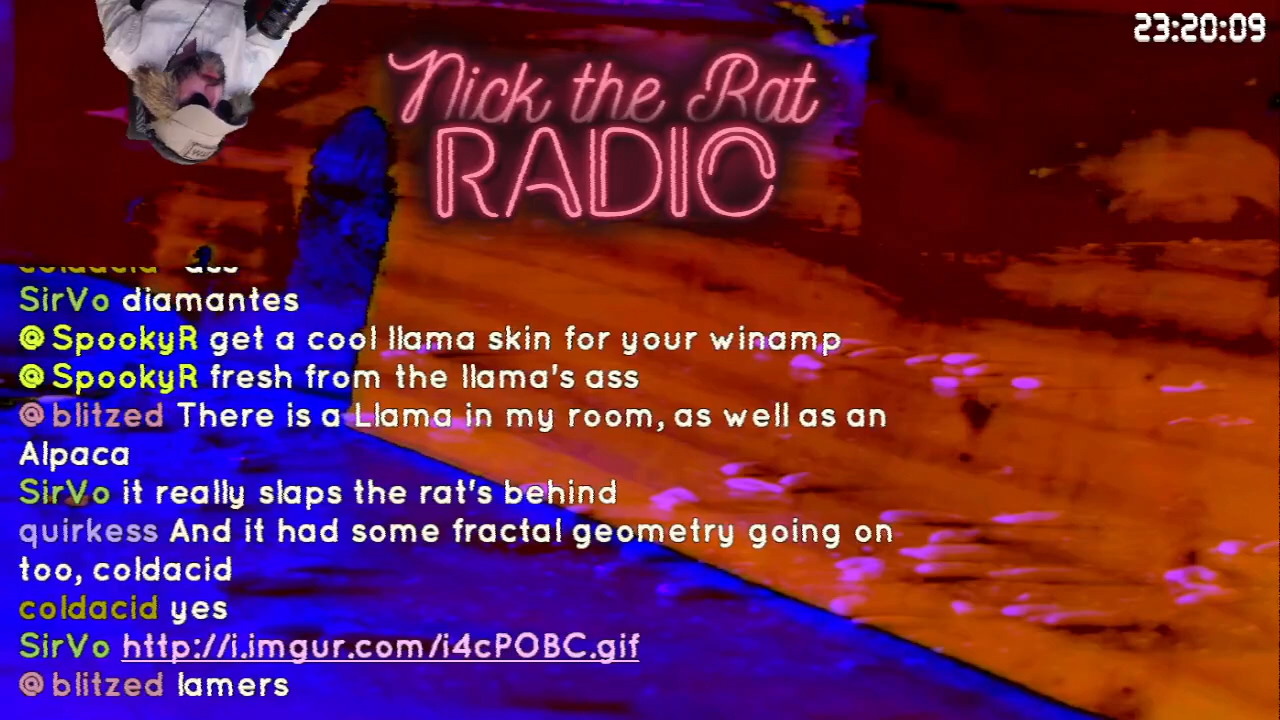 23:20:09
Nick the Rat
RADIO
coldacid ass
SirVo diamantes
@SpookyR get a cool llama skin for your winamp
@SpookyR fresh from the llama's ass
@blitzed There is a Llama in my room, as well as an
Alpaca
SirVo it really slaps the rat's behind
quirkess And it had some fractal geometry going on
too, coldacid
coldacid yes
SirVo http://i.imgur.com/i4cPOBC.gif
@blitzed lamers